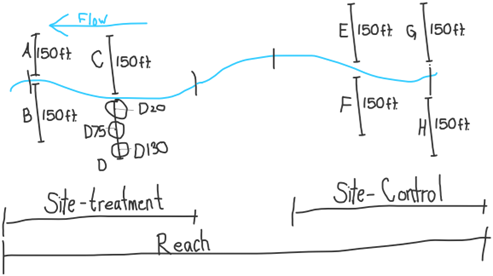 Flow
A 150ft
C 150ft
E 150ft
G 150ft
B 150ft
D20
D75
D D130
F 150ft
H 150ft
Site-treatment
Site-Control
Reach